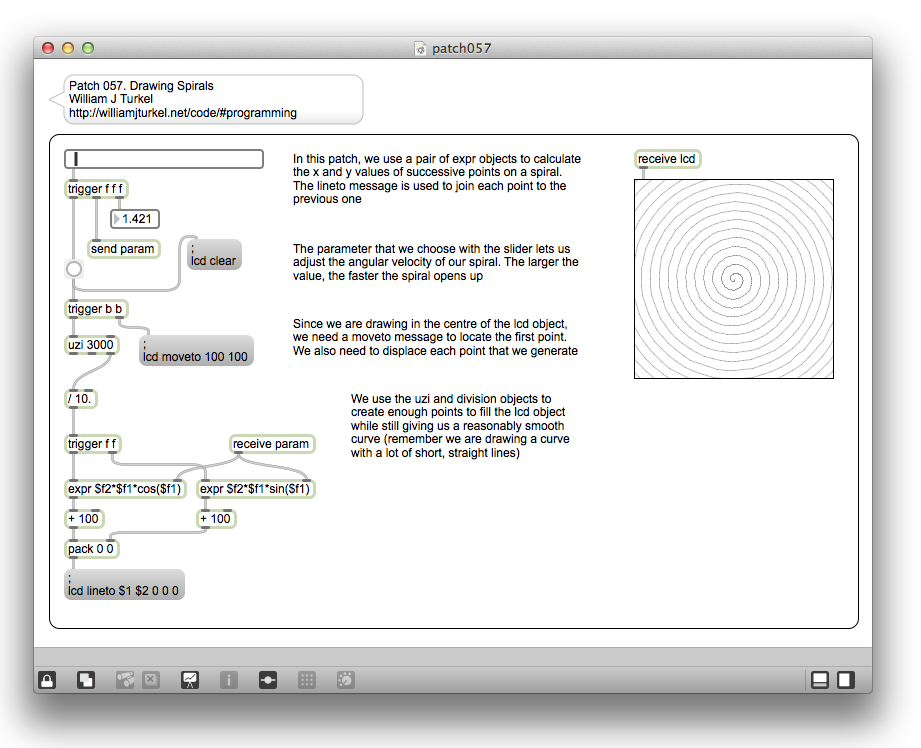 patch057
Patch 057. Drawing Spirals
William J Turkel
http://williamjturkel.net/code/#programming
In this patch, we use a pair of expr objects to calculate
the x and y values of successive points on a spiral.
The lineto message is used to join each point to the
previous one
receive lcd
trigger f f f
1.421
send param
;
lcd clear
The parameter that we choose with the slider lets us
adjust the angular velocity of our spiral. The larger the
value, the faster the spiral opens up
trigger b b
uzi 3000
;
lcd moveto 100 100
Since we are drawing in the centre of the lcd object,
we need a moveto message to locate the first point.
We also need to displace each point that we generate
/ 10.
We use the uzi and division objects to
create enough points to fill the lcd object
while still giving us a reasonably smooth
curve (remember we are drawing a curve
with a lot of short, straight lines)
trigger f f
receive param
expr $f2*$f1*cos($f1)
expr $f2*$f1*sin($f1)
+ 100
+ 100
pack 0 0
;
lcd lineto $1 $2 0 0 0